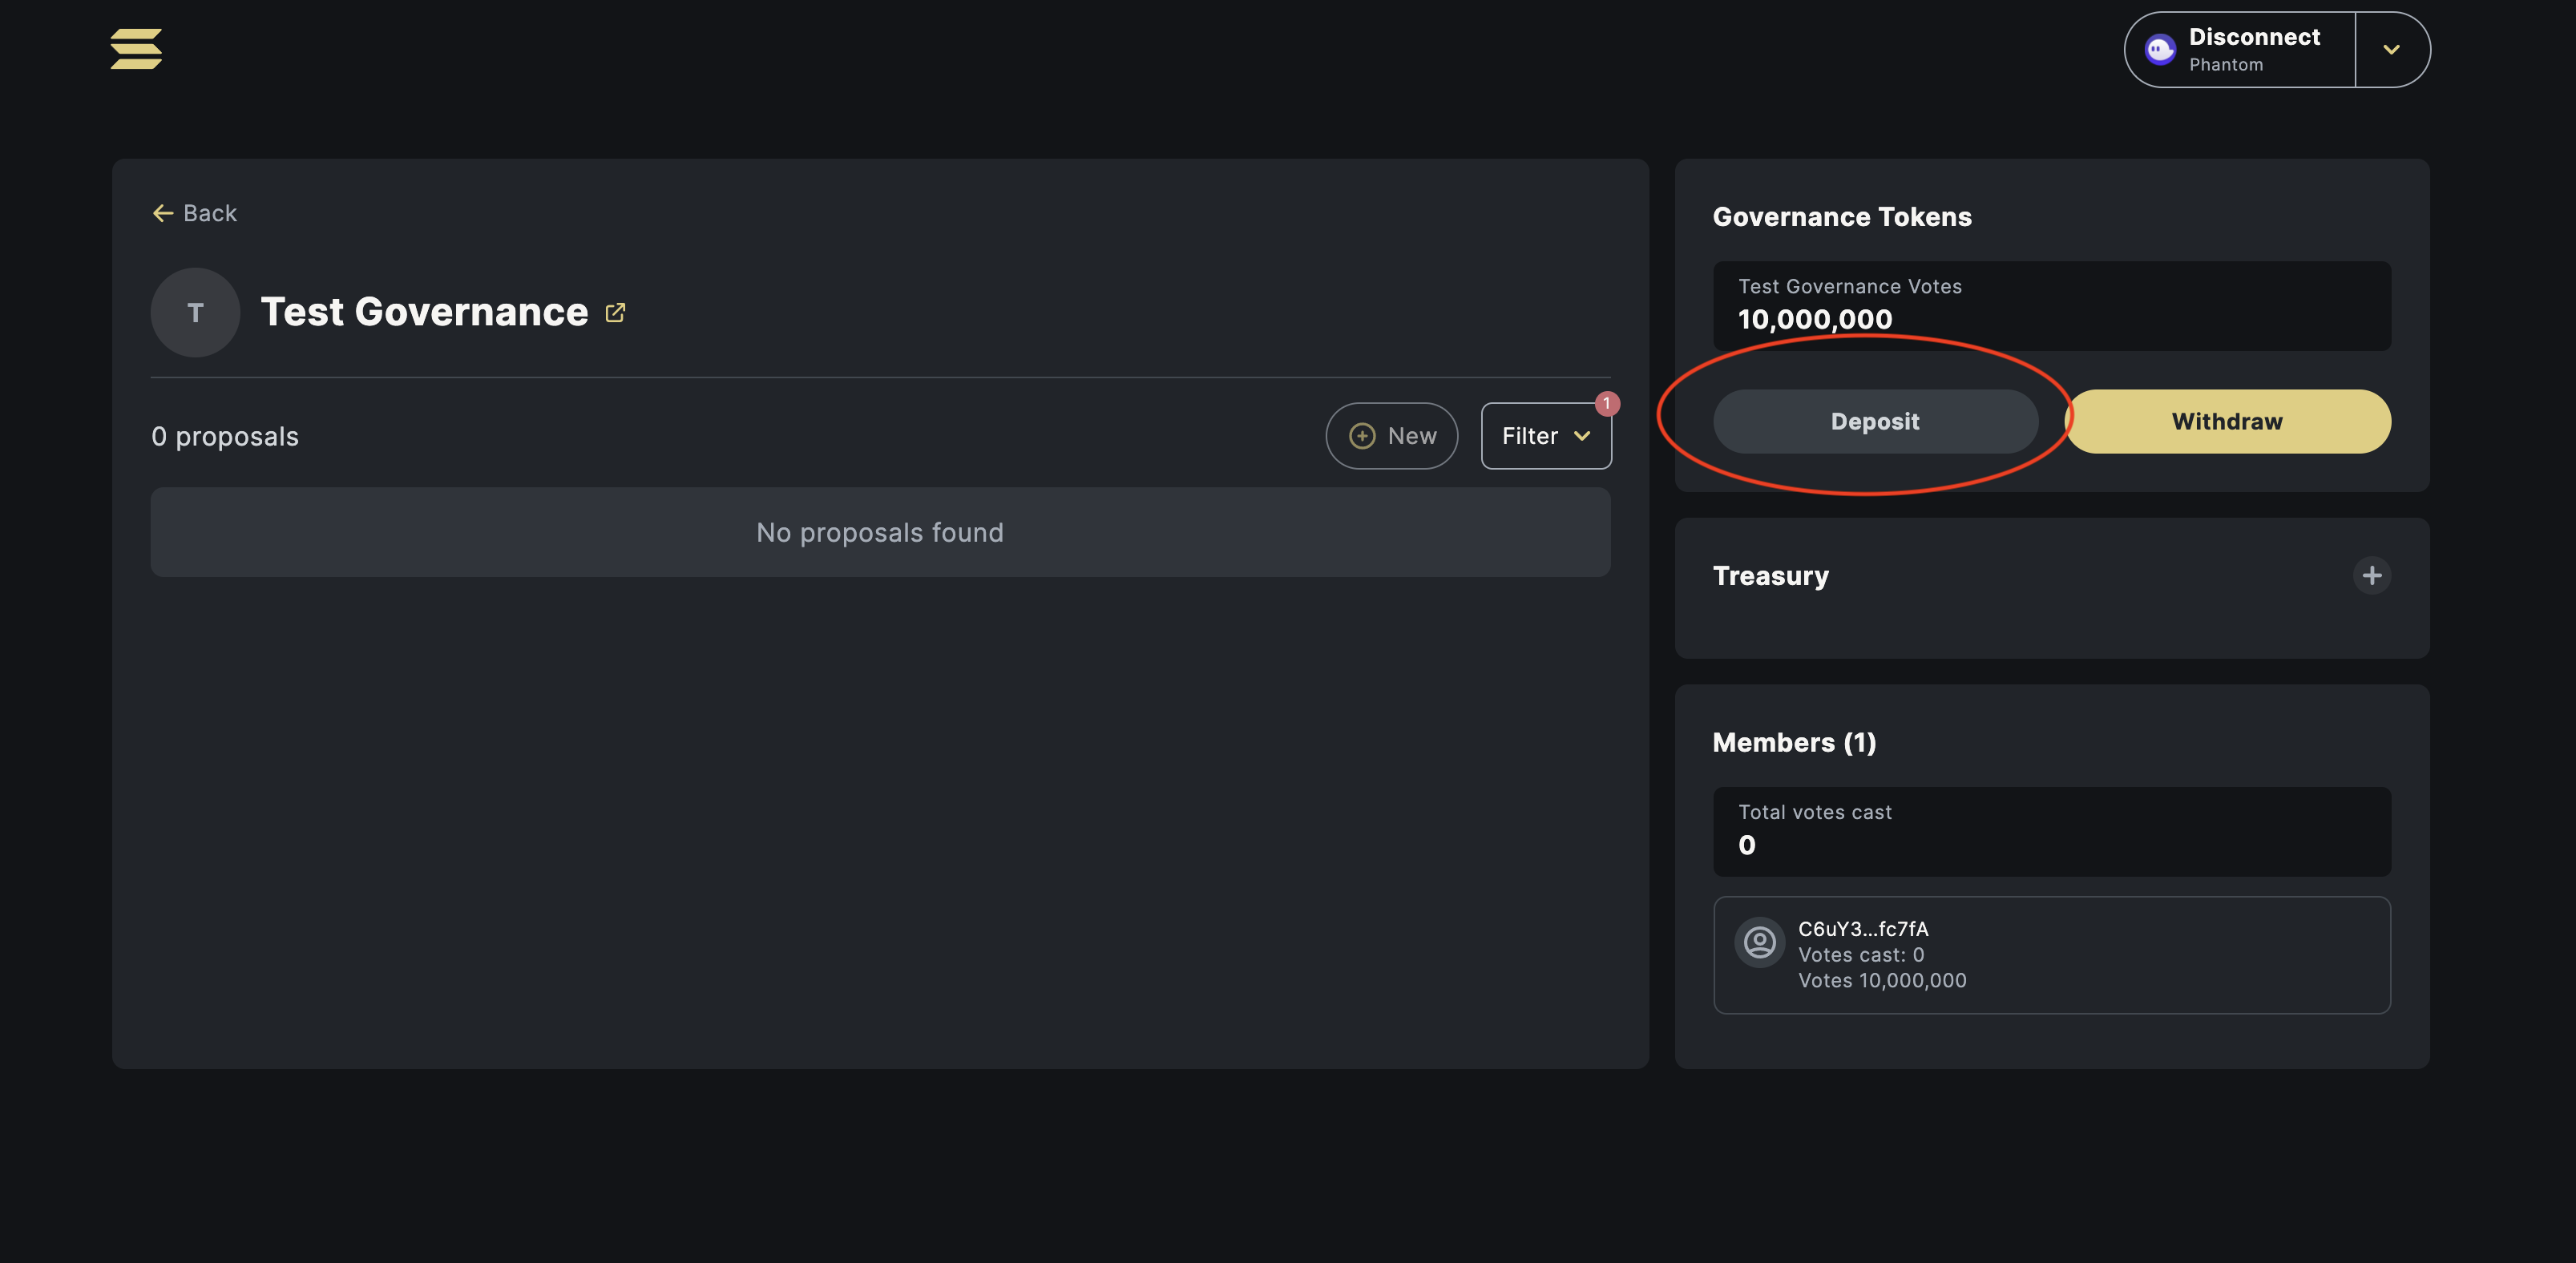 Disconnect
Phantom
Back
T
Test Governance
0 proposals
New
Filter
1
No proposals found
Governance Tokens
Test Governance Votes
10,000,000
Deposit
Withdraw
Treasury
Members (1)
Total votes cast
0
C6uY3...fc7fA
Votes cast: 0
Votes 10,000,000